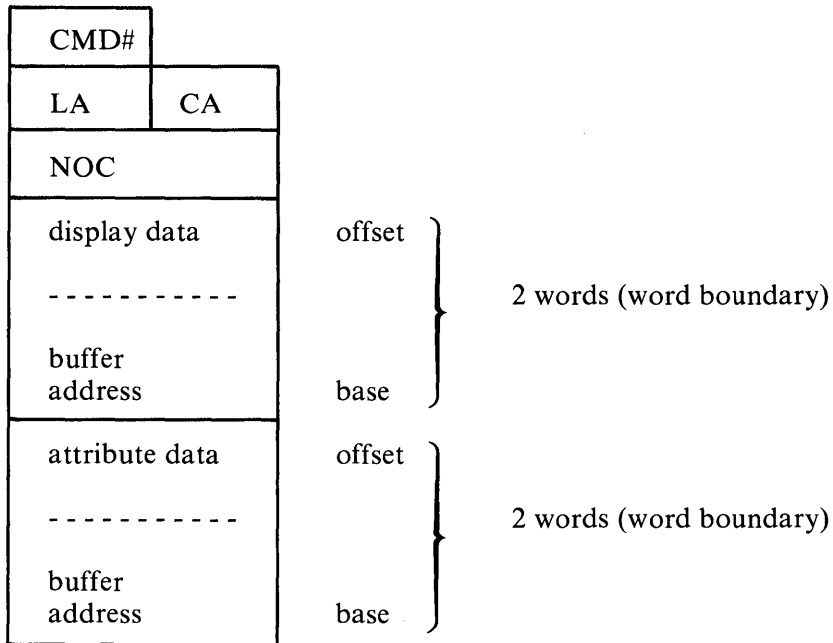 CMD#
LA CA
NOC
display data offset
- - - - - - - - - - -
2 words (word boundary)
buffer
address base
attribute data offset
- - - - - - - - - - -
2 words (word boundary)
buffer
address base